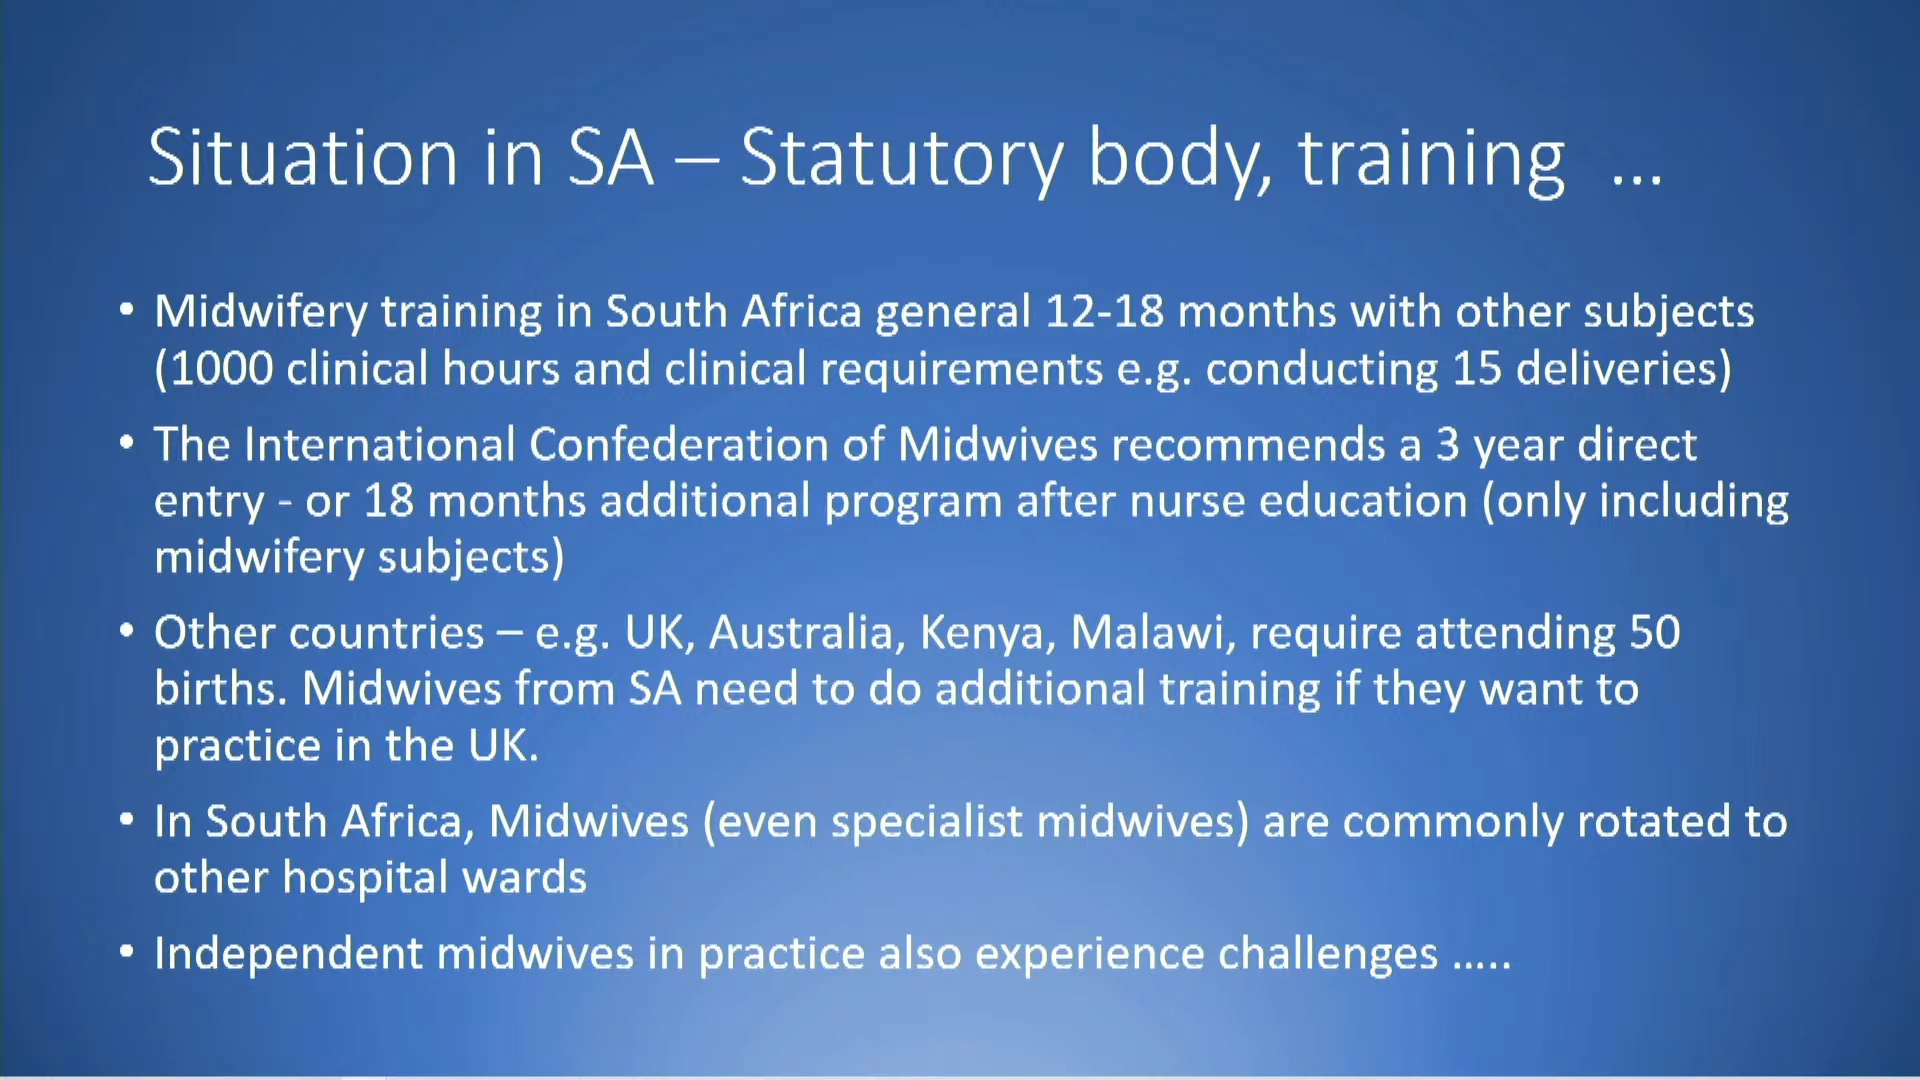 Situation in SA – Statutory body, training ...
• Midwifery training in South Africa general 12-18 months with other subjects
(1000 clinical hours and clinical requirements e.g. conducting 15 deliveries)
• The International Confederation of Midwives recommends a 3 year direct
entry - or 18 months additional program after nurse education (only including
midwifery subjects)
• Other countries – e.g. UK, Australia, Kenya, Malawi, require attending 50
births. Midwives from SA need to do additional training if they want to
practice in the UK.
• In South Africa, Midwives (even specialist midwives) are commonly rotated to
other hospital wards
• Independent midwives in practice also experience challenges .....